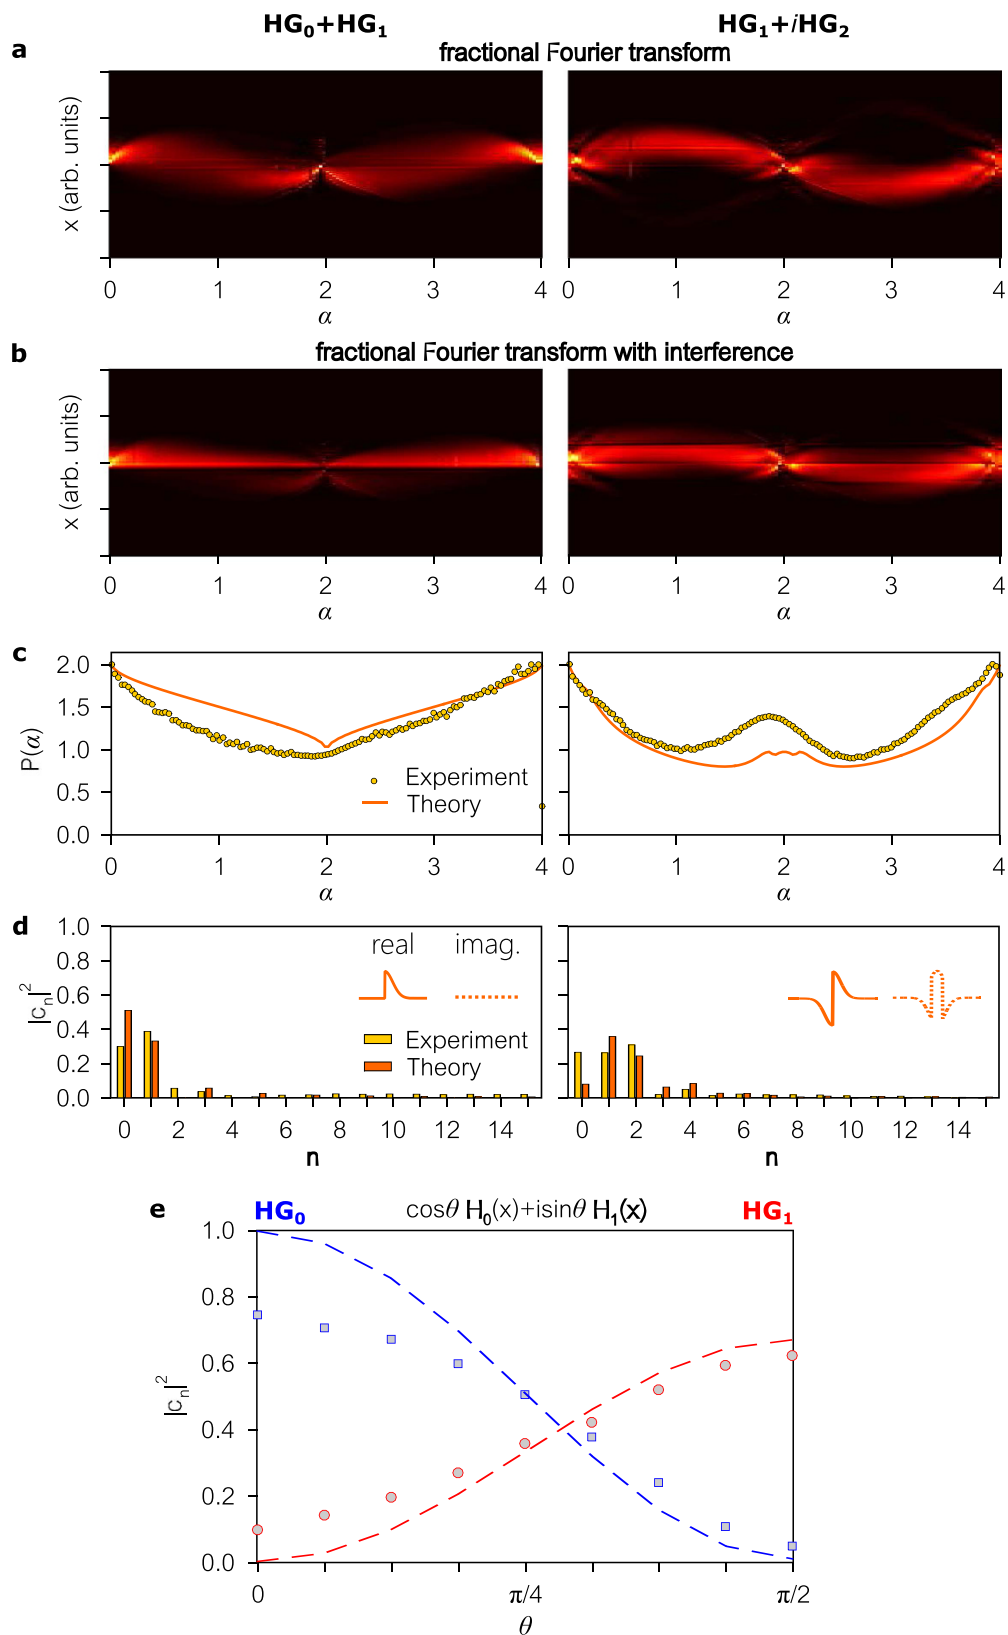 HG₀+HG₁ HG₁+iHG₂
a fractional Fourier transform
x (arb. units)
0 1 2 3 4 0 1 2 3 4
α α
b fractional Fourier transform with interference
x (arb. units)
0 1 2 3 4 0 1 2 3 4
α α
c
P(α)
2.0
1.5
1.0
0.5
0.0
Experiment
Theory
0 1 2 3 4 0 1 2 3 4
α α
d
|cₙ|²
1.0
0.8
0.6
0.4
0.2
0.0
real imag.
Experiment
Theory
0 2 4 6 8 10 12 14 0 2 4 6 8 10 12 14
n n
e HG₀ cosθ H₀(x)+isinθ H₁(x) HG₁
|cₙ|²
1.0
0.8
0.6
0.4
0.2
0.0
0 π/4 π/2
θ